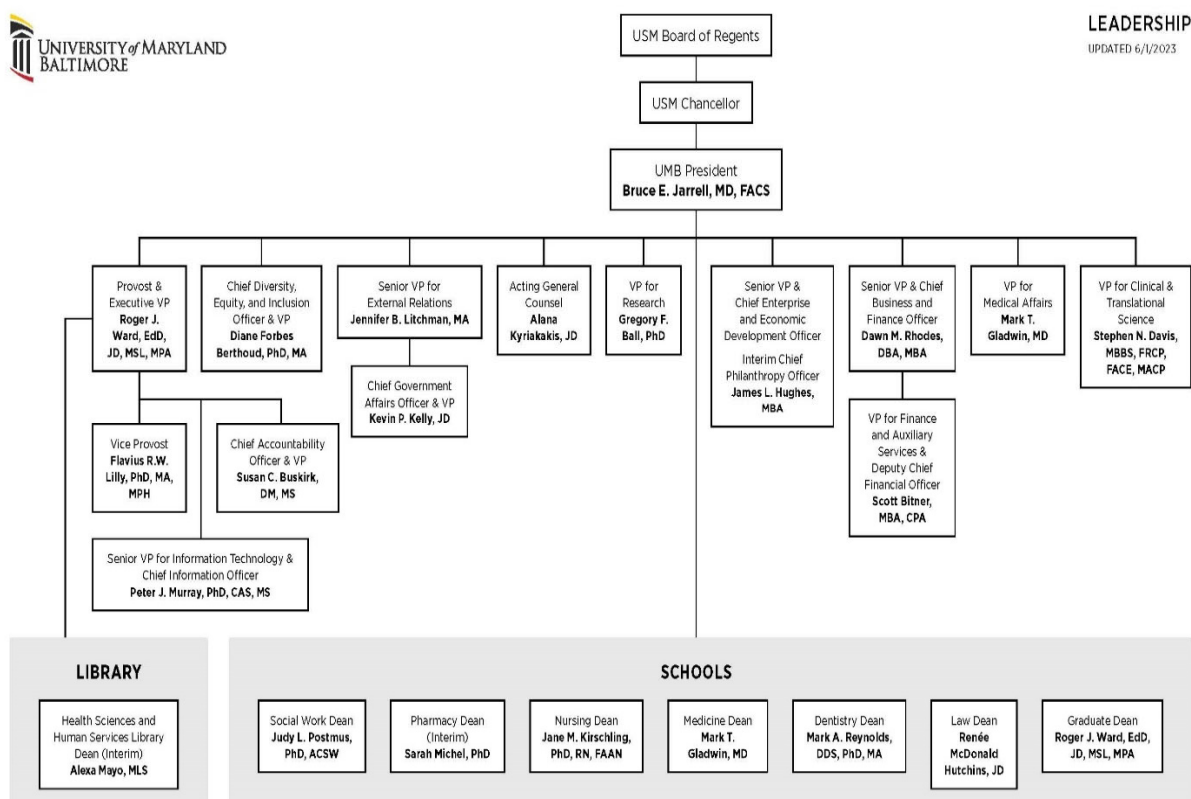 UNIVERSITY of MARYLAND
BALTIMORE
LEADERSHIP
UPDATED 6/1/2023
USM Board of Regents
USM Chancellor
UMB President
Bruce E. Jarrell, MD, FACS
Provost &
Executive VP
Roger J.
Ward, EdD,
JD, MSL, MPA
Chief Diversity,
Equity, and Inclusion
Officer & VP
Diane Forbes
Berthoud, PhD, MA
Senior VP for
External Relations
Jennifer B. Litchman, MA
Acting General
Counsel
Alana
Kyriakakis, JD
VP for
Research
Gregory F.
Ball, PhD
Senior VP &
Chief Enterprise
and Economic
Development Officer
Interim Chief
Philanthropy Officer
James L. Hughes,
MBA
Senior VP & Chief
Business and
Finance Officer
Dawn M. Rhodes,
DBA, MBA
VP for
Medical Affairs
Mark T.
Gladwin, MD
VP for Clinical &
Translational
Science
Stephen N. Davis,
MBBS, FRCP,
FACE, MACP
Chief Government
Affairs Officer & VP
Kevin P. Kelly, JD
Vice Provost
Flavius R.W.
Lilly, PhD, MA,
MPH
Chief Accountability
Officer & VP
Susan C. Buskirk,
DM, MS
VP for Finance
and Auxiliary
Services &
Deputy Chief
Financial Officer
Scott Bitner,
MBA, CPA
Senior VP for Information Technology &
Chief Information Officer
Peter J. Murray, PhD, CAS, MS
LIBRARY
Health Sciences and
Human Services Library
Dean (Interim)
Alexa Mayo, MLS
SCHOOLS
Social Work Dean
Judy L. Postmus,
PhD, ACSW
Pharmacy Dean
(Interim)
Sarah Michel, PhD
Nursing Dean
Jane M. Kirschling,
PhD, RN, FAAN
Medicine Dean
Mark T.
Gladwin, MD
Dentistry Dean
Mark A. Reynolds,
DDS, PhD, MA
Law Dean
Renée
McDonald
Hutchins, JD
Graduate Dean
Roger J. Ward, EdD,
JD, MSL, MPA